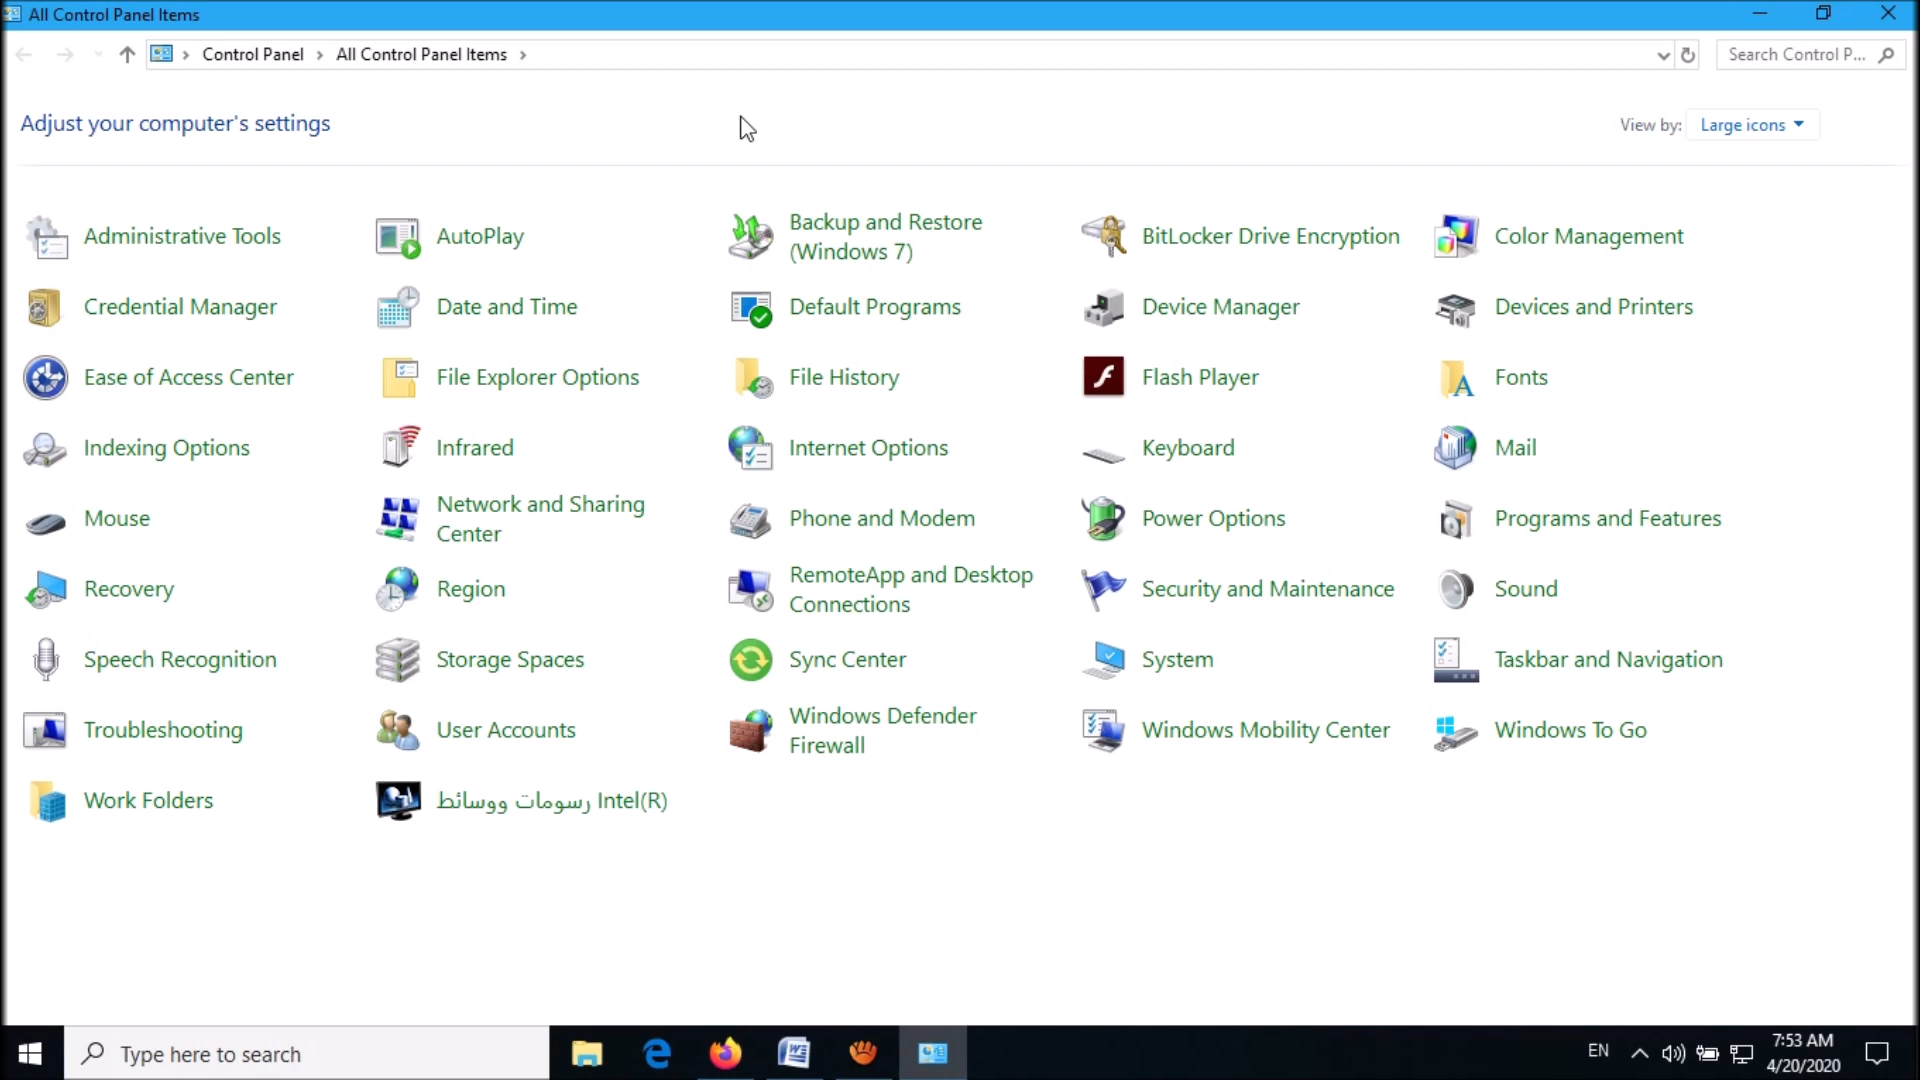 All Control Panel Items
Control Panel
All Control Panel Items
Search Control P...
Adjust your computer's settings
View by: Large icons
Administrative Tools
AutoPlay
Backup and Restore
(Windows 7)
BitLocker Drive Encryption
Color Management
Credential Manager
Date and Time
Default Programs
Device Manager
Devices and Printers
Ease of Access Center
File Explorer Options
File History
Flash Player
Fonts
Indexing Options
Infrared
Internet Options
Keyboard
Mail
Mouse
Network and Sharing
Center
Phone and Modem
Power Options
Programs and Features
Recovery
Region
RemoteApp and Desktop
Connections
Security and Maintenance
Sound
Speech Recognition
Storage Spaces
Sync Center
System
Taskbar and Navigation
Troubleshooting
User Accounts
Windows Defender
Firewall
Windows Mobility Center
Windows To Go
Work Folders
رسومات ووسائط Intel(R)
Type here to search
EN
7:53 AM
4/20/2020